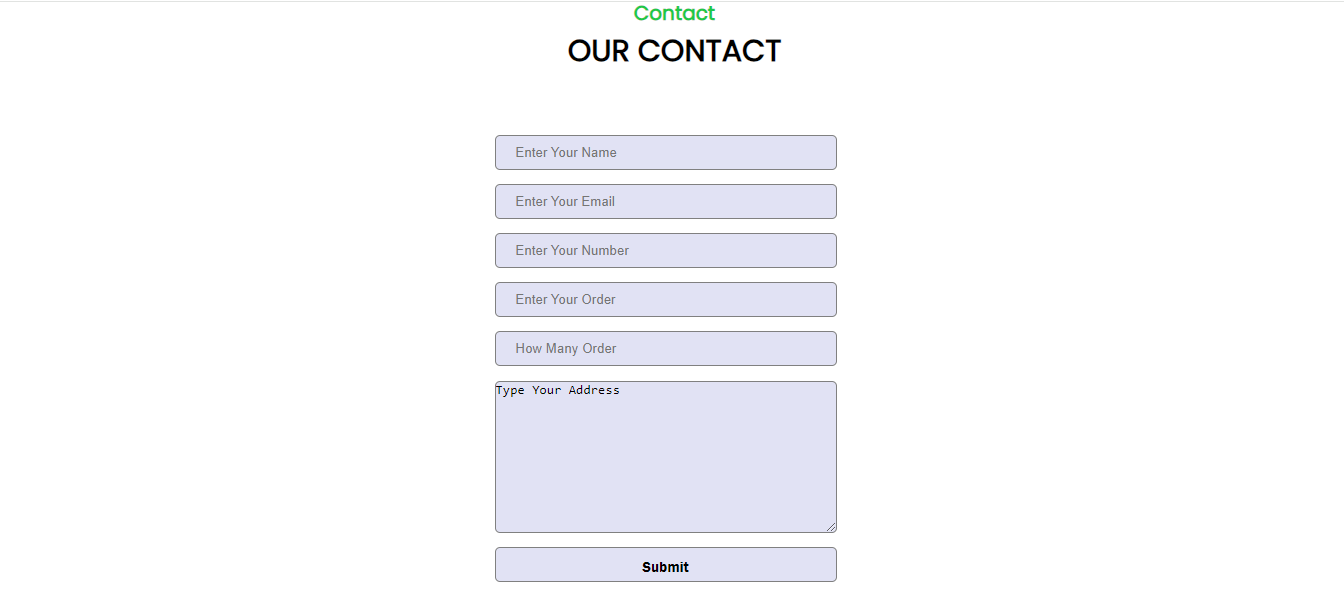 Contact
OUR CONTACT
Enter Your Name
Enter Your Email
Enter Your Number
Enter Your Order
How Many Order
Type Your Address
Submit